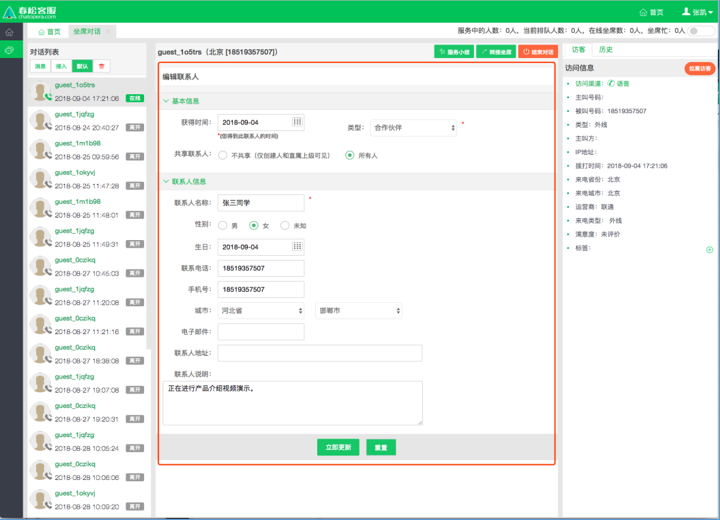 春松客服
chatopera.com
首页
张凯
首页
坐席对话
服务中的人数：0人，当前排队人数：0人，在线坐席数：0人，坐席忙：0人
对话列表
消息
接入
默认
guest_1o5trs
2018-09-04 17:21:06
在线
guest_1jqfzg
2018-08-24 20:40:27
离开
guest_1m1b98
2018-08-25 09:59:56
离开
guest_1okyvj
2018-08-25 11:47:28
离开
guest_1m1b98
2018-08-25 11:48:01
离开
guest_1jqfzg
2018-08-25 11:49:31
离开
guest_0czikq
2018-08-27 10:45:03
离开
guest_1jqfzg
2018-08-27 11:20:08
离开
guest_0czikq
2018-08-27 11:21:16
离开
guest_0czikq
2018-08-27 18:38:08
离开
guest_1jqfzg
2018-08-27 19:07:08
离开
guest_0czikq
2018-08-27 19:20:31
离开
guest_1jqfzg
2018-08-28 10:05:24
离开
guest_0czikq
2018-08-28 10:06:06
离开
guest_1okyvj
2018-08-28 10:09:20
离开
guest_1o5trs（北京 [18519357507]）
服务小结
转接坐席
结束对话
编辑联系人
基本信息
获得时间：
2018-09-04
*(您得到此联系人的时间)
类型：
合作伙伴
*
共享联系人：
不共享（仅创建人和直属上级可见）
所有人
联系人信息
联系人名称：
张三同学
*
性别：
男
女
未知
生日：
2018-09-04
联系电话：
18519357507
手机号：
18519357507
城市：
河北省
邯郸市
电子邮件：
联系人地址：
联系人说明：
正在进行产品介绍视频演示。
立即更新
重置
访客
历史
访问信息
拉黑访客
访问渠道： 语音
主叫号码：
被叫号码：18519357507
类型：外线
主叫方：
IP地址：
拨打时间：2018-09-04 17:21:06
来电省份：北京
来电城市：北京
运营商：联通
来电类型： 外线
满意度：未评价
标签：